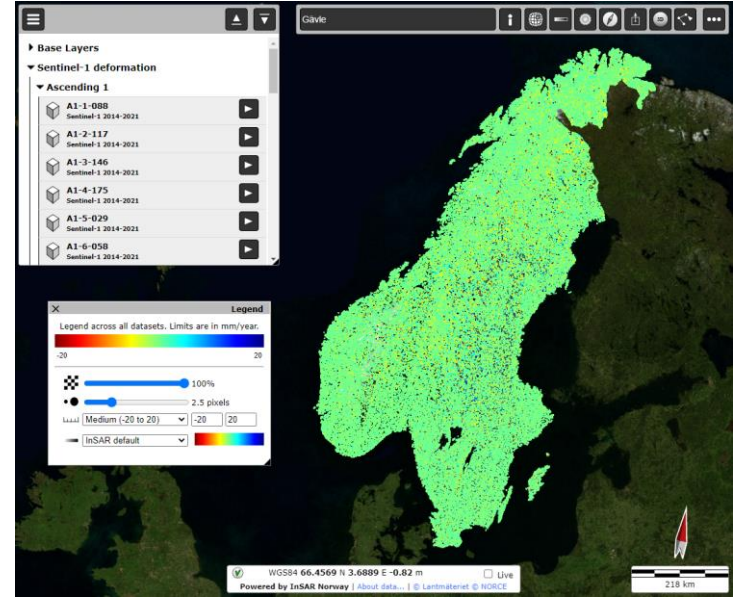 Gävle
Base Layers
Sentinel-1 deformation
Ascending 1
A1-1-088
Sentinel-1 2014-2021
A1-2-117
Sentinel-1 2014-2021
A1-3-146
Sentinel-1 2014-2021
A1-4-175
Sentinel-1 2014-2021
A1-5-029
Sentinel-1 2014-2021
A1-6-058
Sentinel-1 2014-2021
Legend
Legend across all datasets. Limits are in mm/year.
-20 20
100%
2.5 pixels
Medium (-20 to 20) -20 20
InSAR default
WGS84 66.4569 N 3.6889 E -0.82 m Live
Powered by InSAR Norway | About data... | © Lantmäteriet © NORCE
218 km